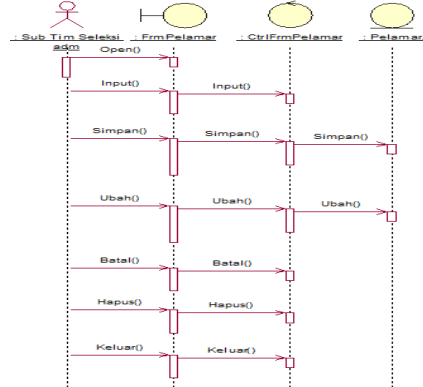 : Sub Tim Seleksi
adm
: FrmPelamar
: CtrlFrmPelamar
: Pelamar
Open()
Input()
Input()
Simpan()
Simpan()
Simpan()
Ubah()
Ubah()
Ubah()
Batal()
Batal()
Hapus()
Hapus()
Keluar()
Keluar()